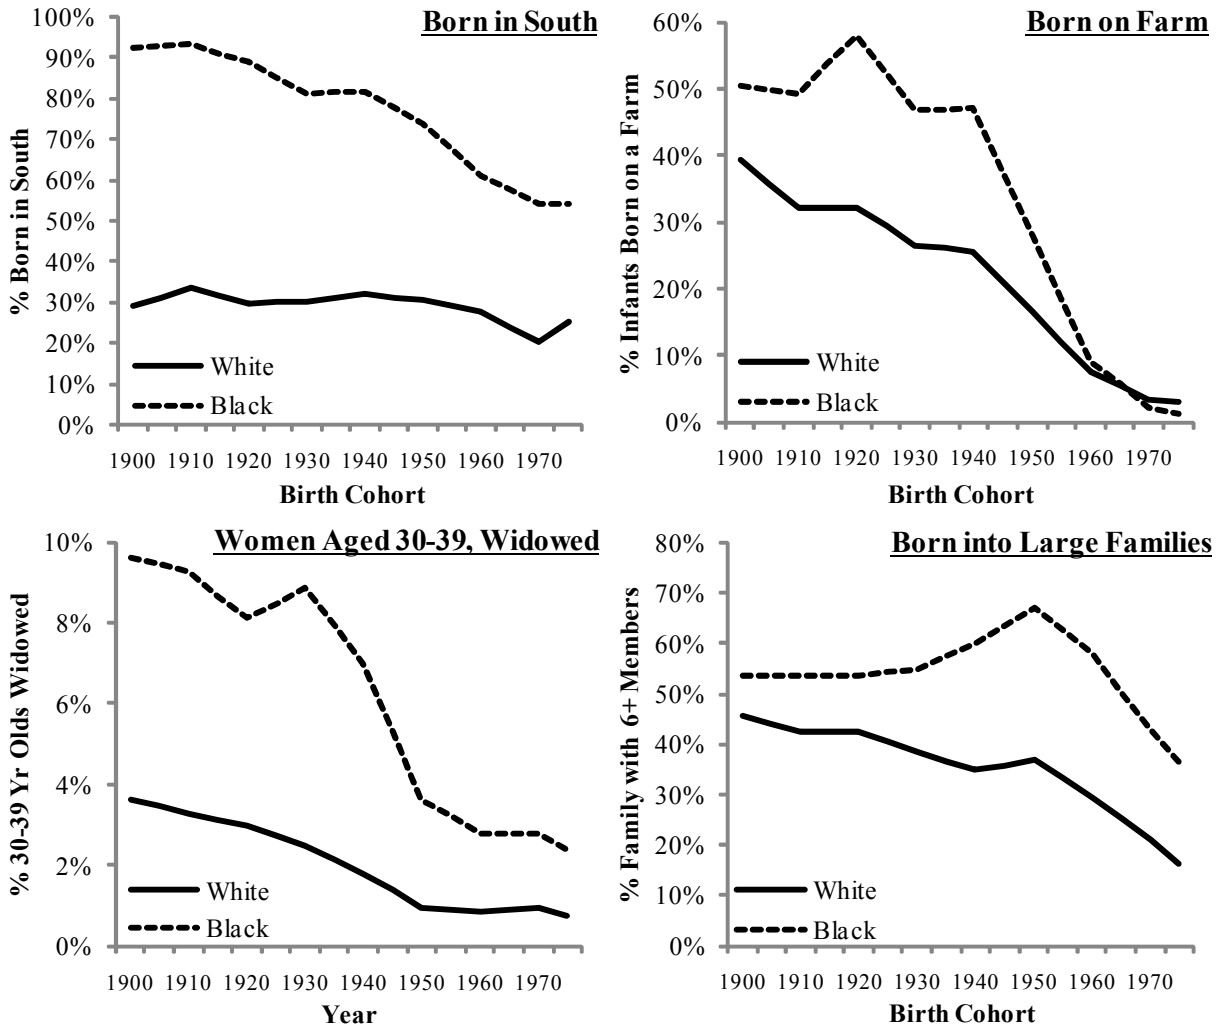 Born in South
% Born in South
100%
90%
80%
70%
60%
50%
40%
30%
20%
10%
0%
White
Black
1900 1910 1920 1930 1940 1950 1960 1970
Birth Cohort
Born on Farm
% Infants Born on a Farm
60%
50%
40%
30%
20%
10%
0%
White
Black
1900 1910 1920 1930 1940 1950 1960 1970
Birth Cohort
Women Aged 30-39, Widowed
% 30-39 Yr Olds Widowed
10%
8%
6%
4%
2%
0%
White
Black
1900 1910 1920 1930 1940 1950 1960 1970
Year
Born into Large Families
% Family with 6+ Members
80%
70%
60%
50%
40%
30%
20%
10%
0%
White
Black
1900 1910 1920 1930 1940 1950 1960 1970
Birth Cohort